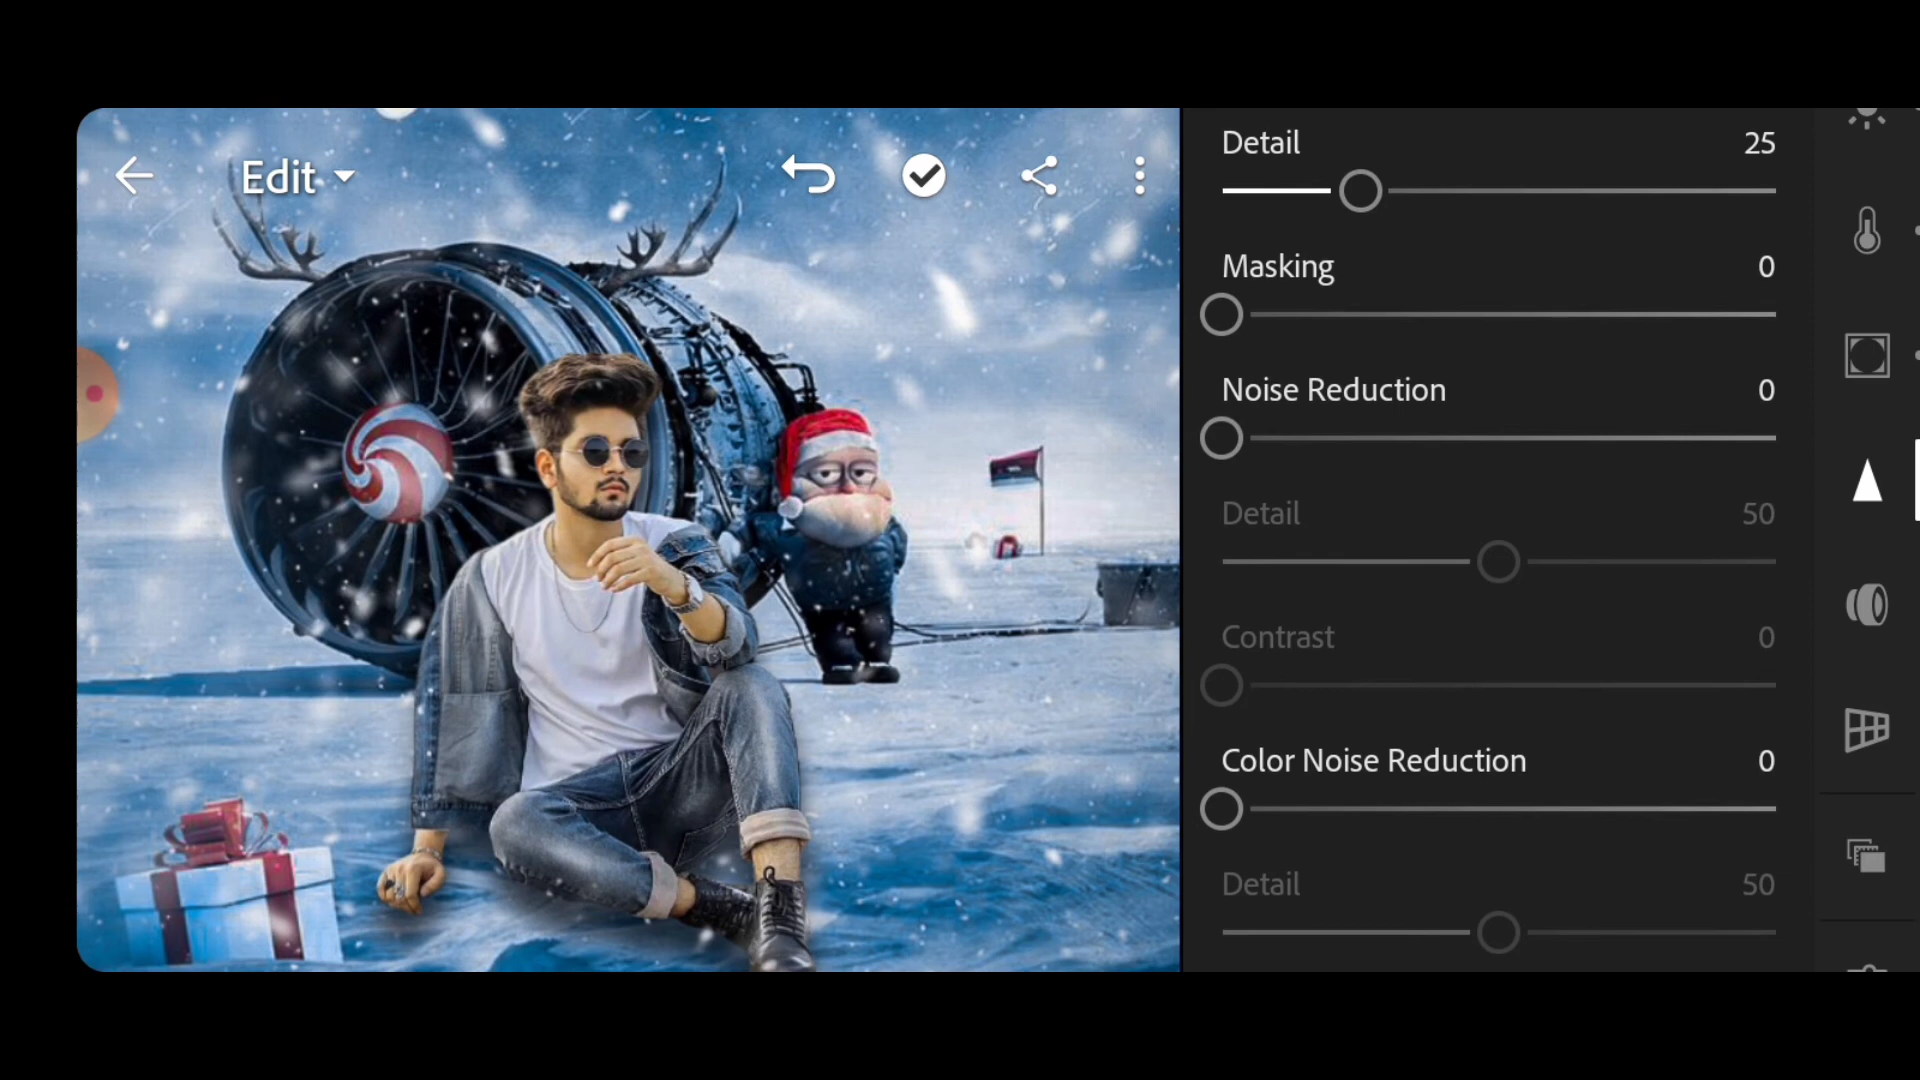 Edit
Detail 25
Masking 0
Noise Reduction 0
Detail 50
Contrast 0
Color Noise Reduction 0
Detail 50